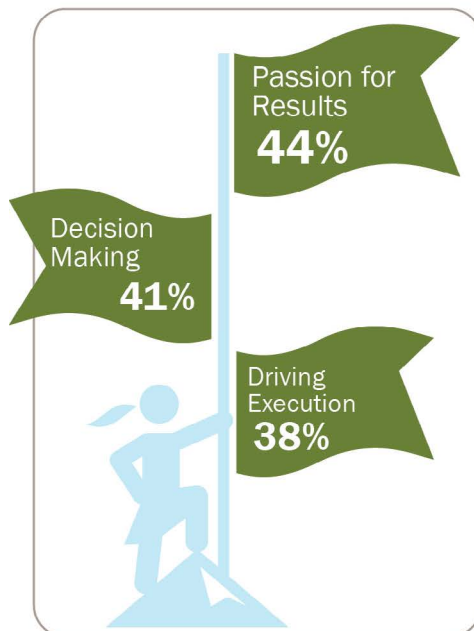 Passion for
Results
44%
Decision
Making
41%
Driving
Execution
38%